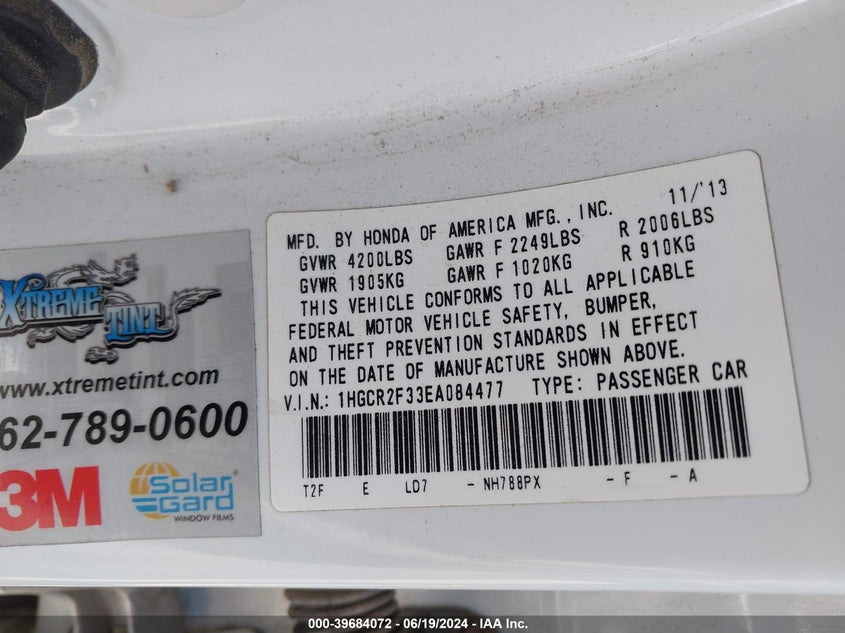 MFD. BY HONDA OF AMERICA MFG., INC. 11/'13
GVWR 4200LBS GAWR F 2249LBS R 2006LBS
GVWR 1905KG GAWR F 1020KG R 910KG
THIS VEHICLE CONFORMS TO ALL APPLICABLE
FEDERAL MOTOR VEHICLE SAFETY, BUMPER,
AND THEFT PREVENTION STANDARDS IN EFFECT
ON THE DATE OF MANUFACTURE SHOWN ABOVE.
V.I.N.: 1HGCR2F33EA084477 TYPE: PASSENGER CAR
T2F E LD7 - NH788PX - F - A
XTREME
TINT
www.xtremetint.com
62-789-0600
3M
Solar
Gard
WINDOW FILMS
000-39684072 - 06/19/2024 - IAA Inc.